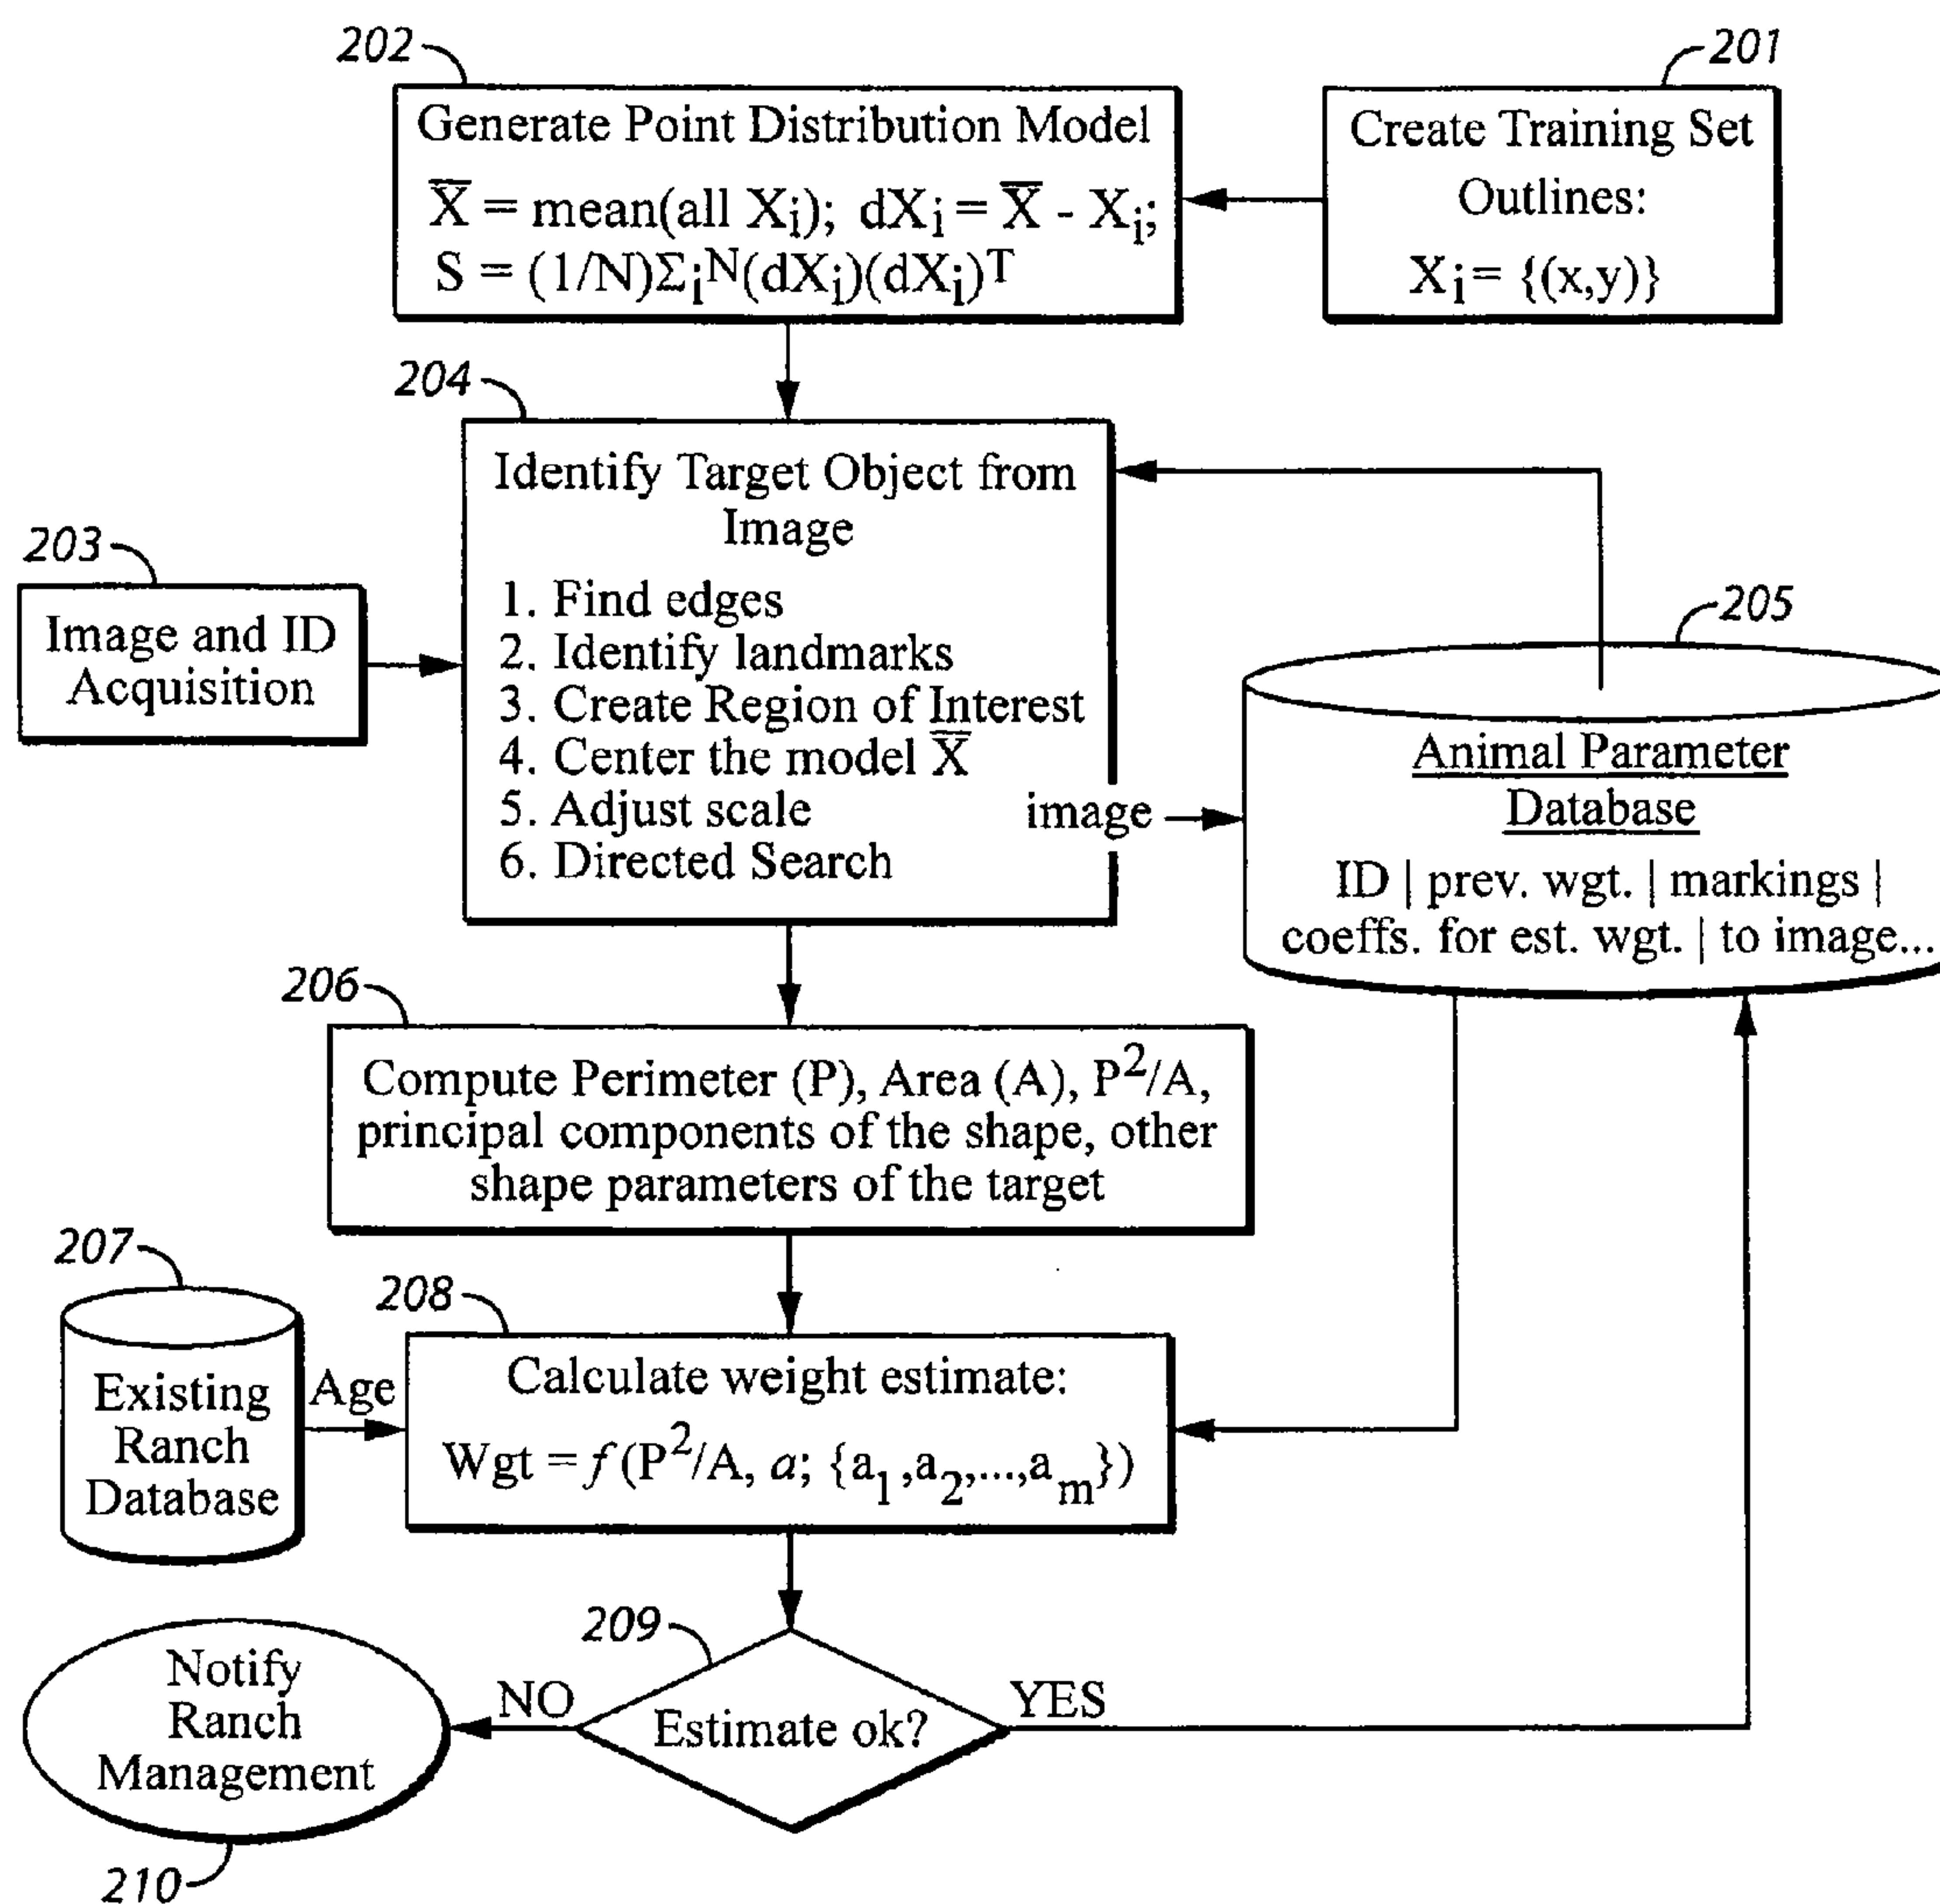 202
201
Generate Point Distribution Model
X̅ = mean(all Xi); dXi = X̅ - Xi;
S = (1/N)ΣiN(dXi)(dXi)T
Create Training Set
Outlines:
Xi = {(x,y)}
204
Identify Target Object from
Image
1. Find edges
2. Identify landmarks
3. Create Region of Interest
4. Center the model X̅
5. Adjust scale
6. Directed Search
203
Image and ID
Acquisition
image
205
Animal Parameter
Database
ID | prev. wgt. | markings |
coeffs. for est. wgt. | to image...
206
Compute Perimeter (P), Area (A), P²/A,
principal components of the shape, other
shape parameters of the target
207
Existing
Ranch
Database
Age
208
Calculate weight estimate:
Wgt = f(P²/A, a; {a₁,a₂,...,aₘ})
209
Estimate ok?
NO
YES
Notify
Ranch
Management
210